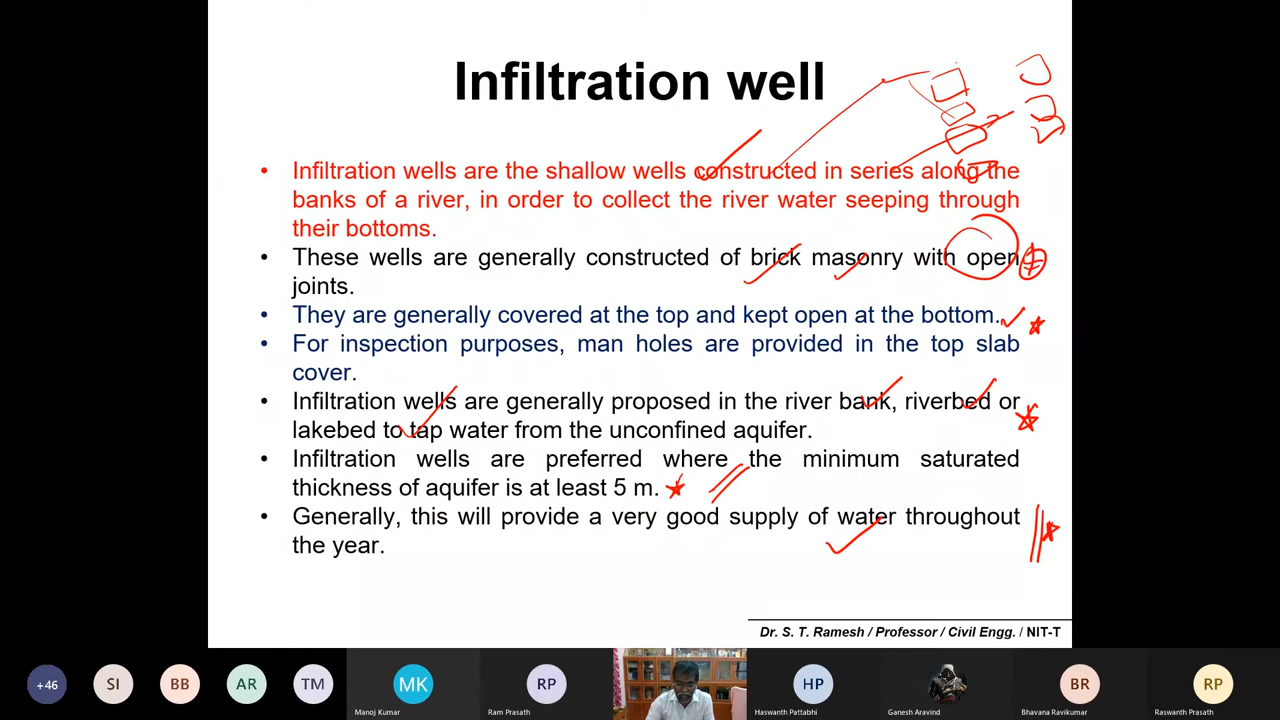 Infiltration well
• Infiltration wells are the shallow wells constructed in series along the
banks of a river, in order to collect the river water seeping through
their bottoms.
• These wells are generally constructed of brick masonry with open
joints.
• They are generally covered at the top and kept open at the bottom.
• For inspection purposes, man holes are provided in the top slab
cover.
• Infiltration wells are generally proposed in the river bank, riverbed or
lakebed to tap water from the unconfined aquifer.
• Infiltration wells are preferred where the minimum saturated
thickness of aquifer is at least 5 m.
• Generally, this will provide a very good supply of water throughout
the year.
Dr. S. T. Ramesh / Professor / Civil Engg. / NIT-T
+46 SI BB AR TM MK RP HP BR RP
Manoj Kumar Ram Prasath Haswanth Pattabhi Ganesh Aravind Bhavana Ravikumar Raswanth Prasath